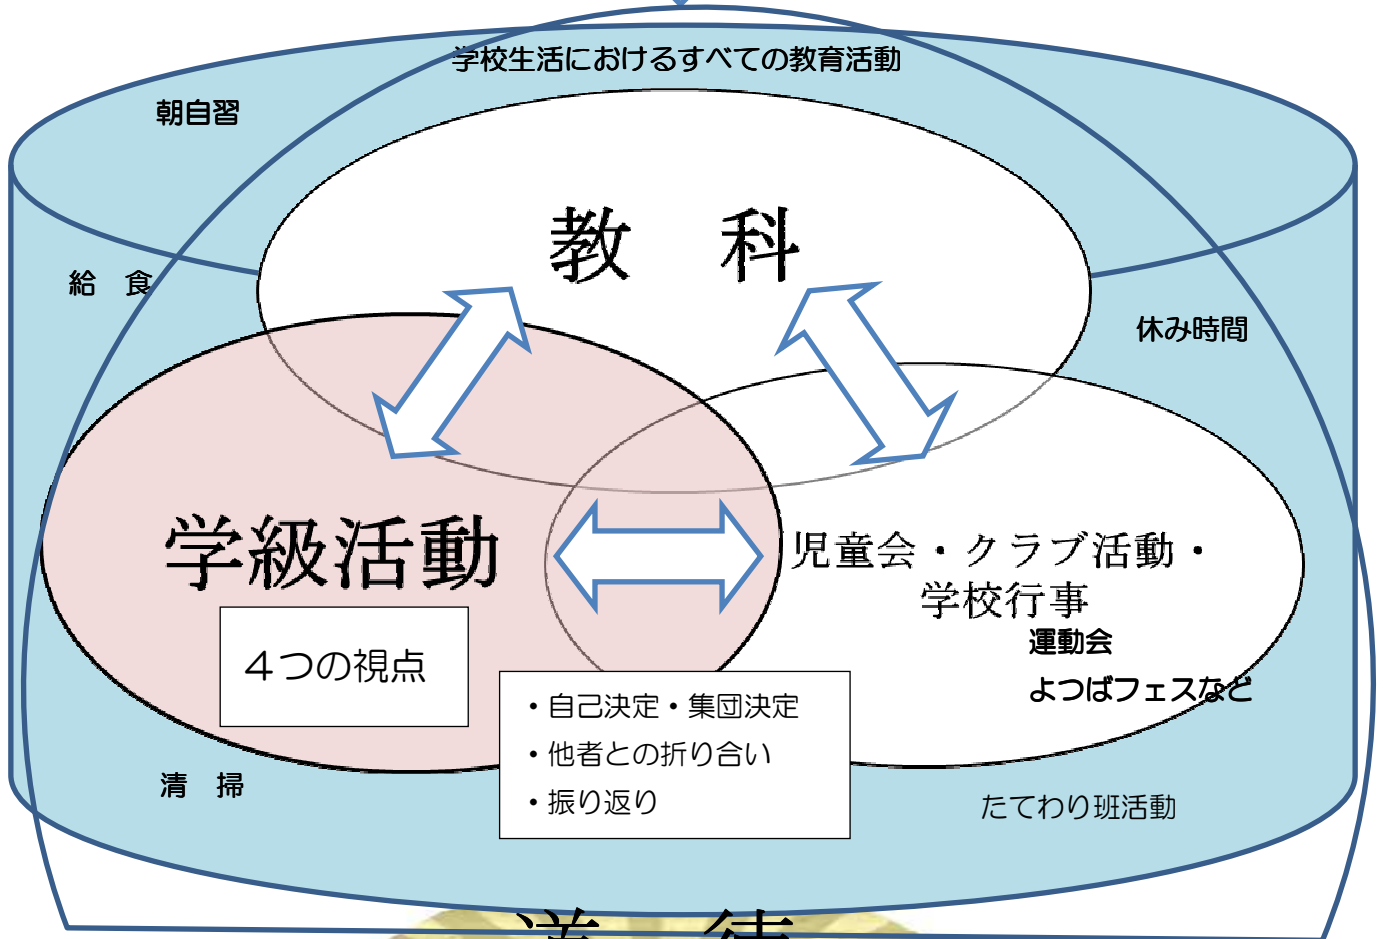 学校生活におけるすべての教育活動
朝自習
教　科
給　食
休み時間
学級活動
児童会・クラブ活動・
学校行事
運動会
よつばフェスなど
４つの視点
・自己決定・集団決定
・他者との折り合い
・振り返り
清　掃
たてわり班活動